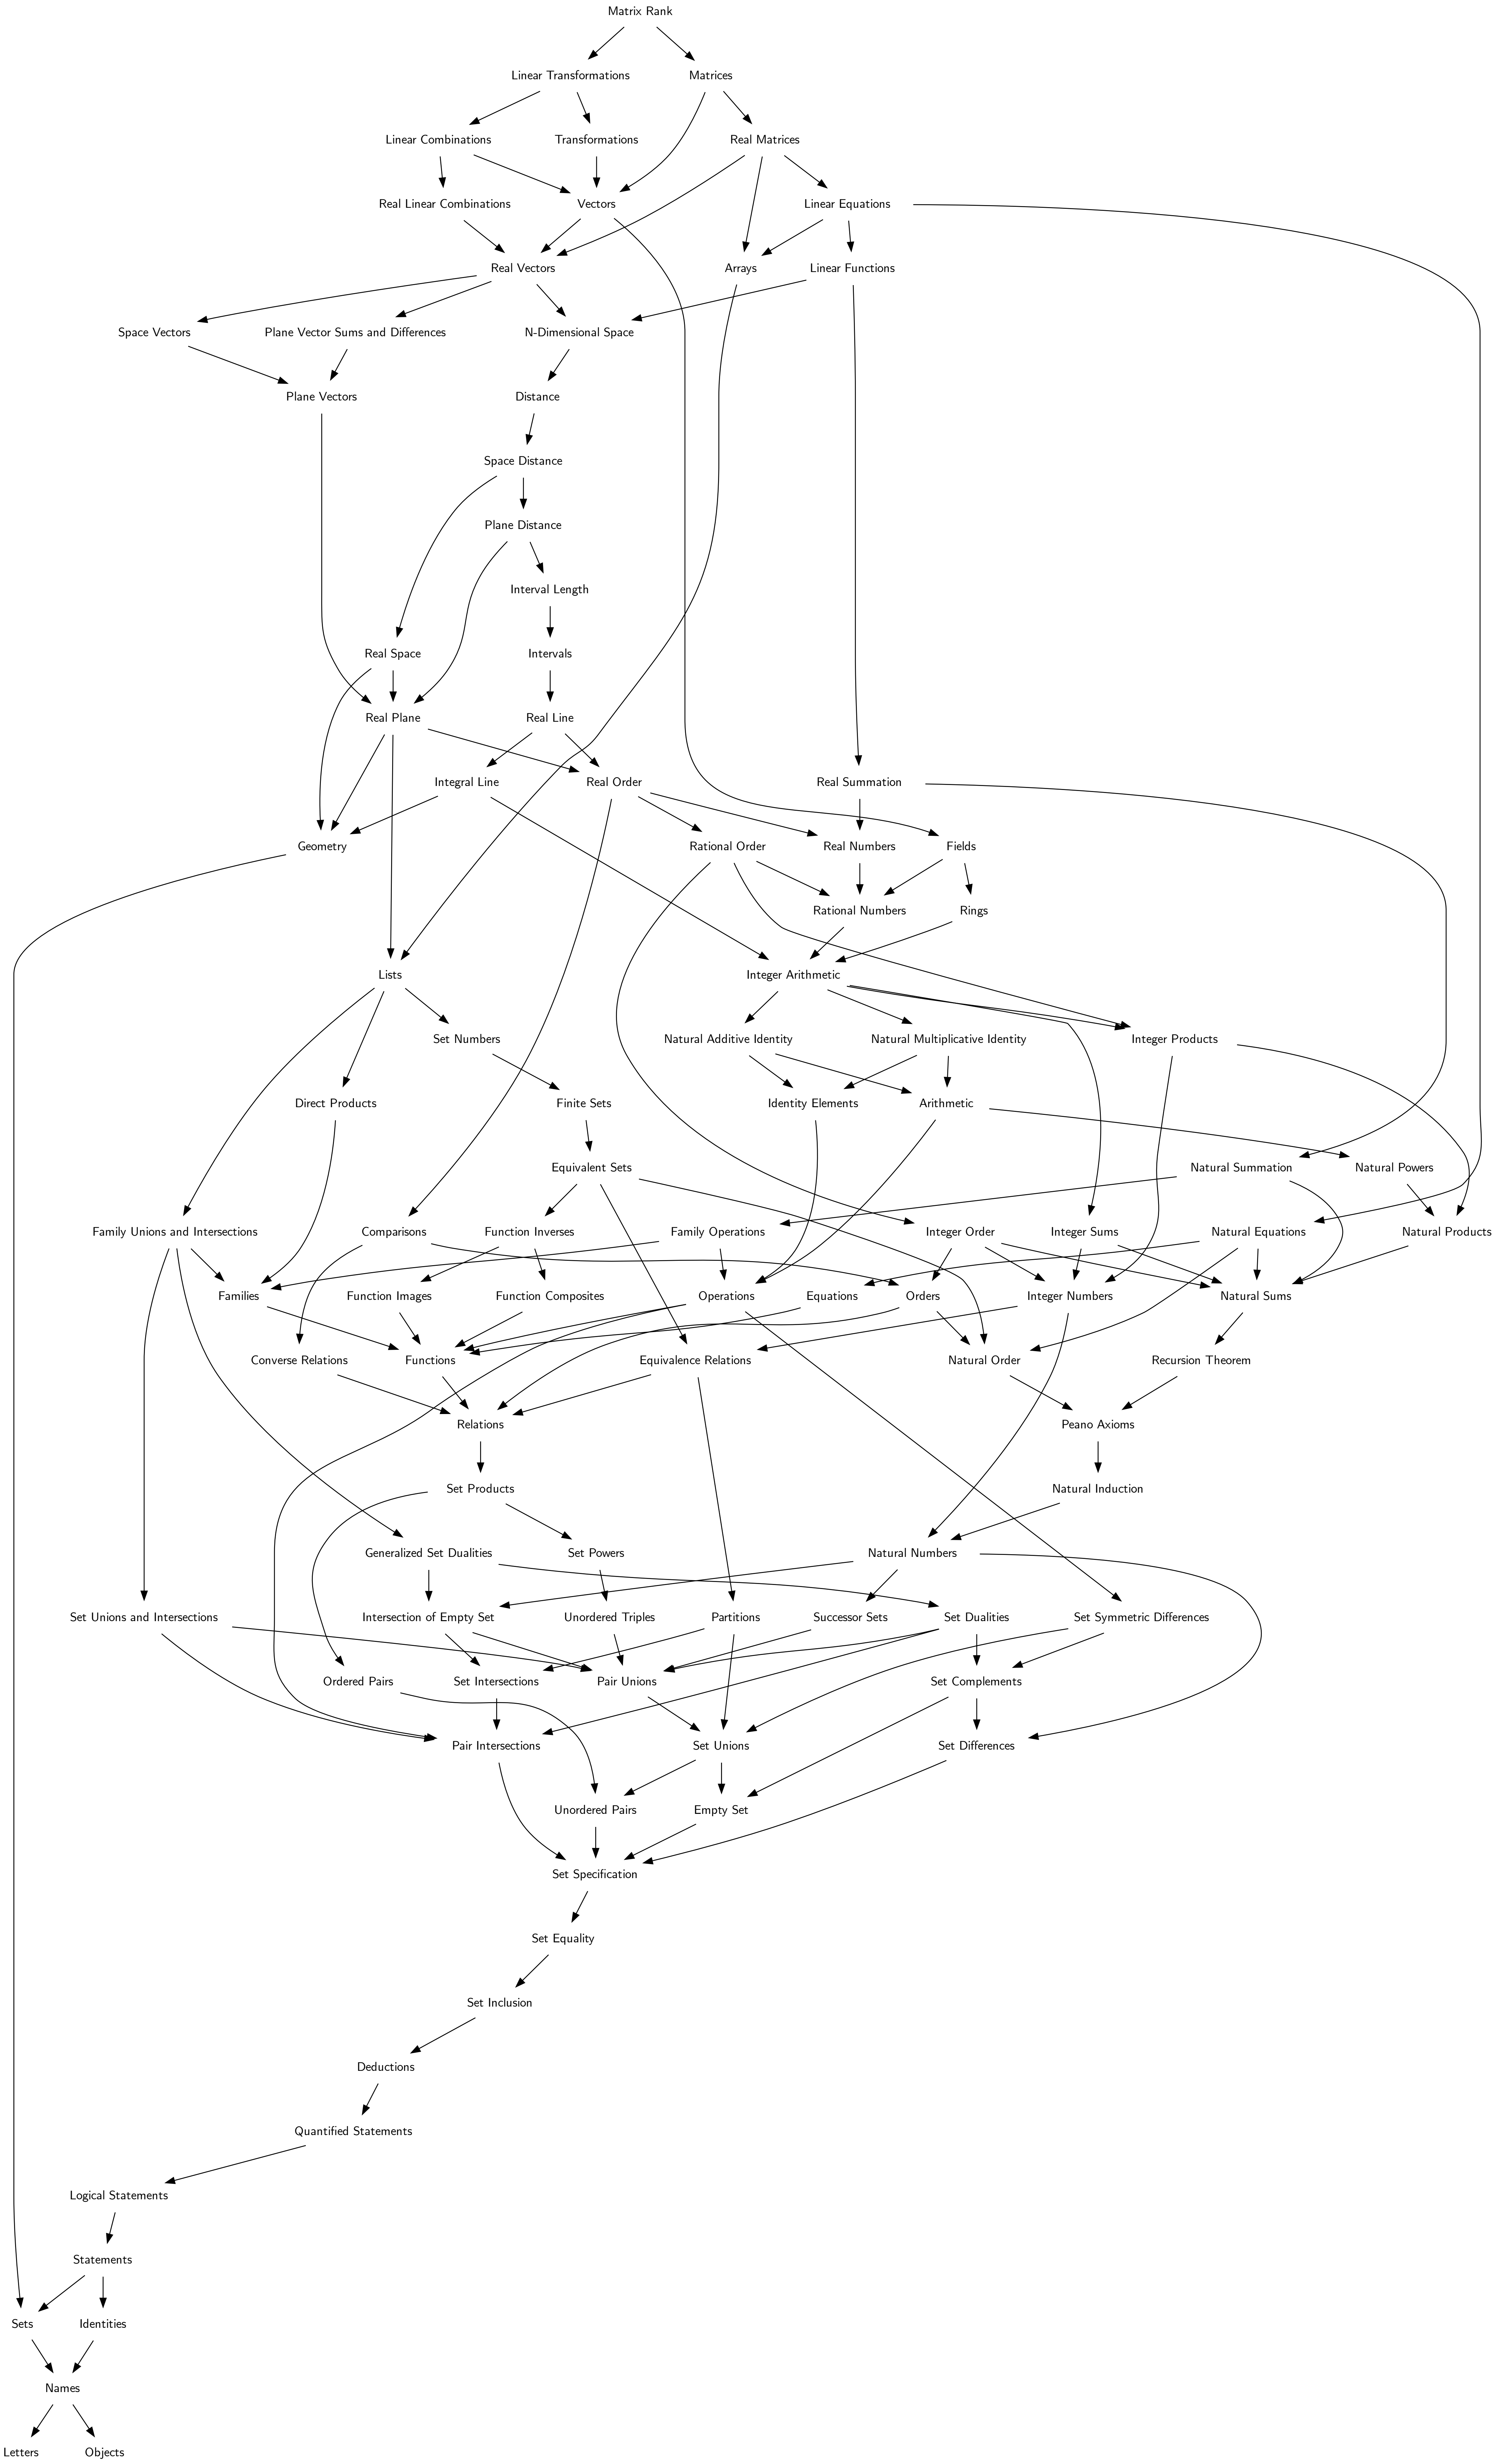 Matrix Rank
Linear Transformations
Matrices
Linear Combinations
Transformations
Real Matrices
Real Linear Combinations
Vectors
Linear Equations
Real Vectors
Arrays
Linear Functions
Space Vectors
Plane Vector Sums and Differences
N-Dimensional Space
Plane Vectors
Distance
Space Distance
Plane Distance
Interval Length
Real Space
Intervals
Real Plane
Real Line
Integral Line
Real Order
Real Summation
Geometry
Rational Order
Real Numbers
Fields
Rational Numbers
Rings
Lists
Integer Arithmetic
Set Numbers
Natural Additive Identity
Natural Multiplicative Identity
Integer Products
Direct Products
Finite Sets
Identity Elements
Arithmetic
Equivalent Sets
Natural Summation
Natural Powers
Family Unions and Intersections
Comparisons
Function Inverses
Family Operations
Integer Order
Integer Sums
Natural Equations
Natural Products
Families
Function Images
Function Composites
Operations
Equations
Orders
Integer Numbers
Natural Sums
Converse Relations
Functions
Equivalence Relations
Natural Order
Recursion Theorem
Relations
Peano Axioms
Set Products
Natural Induction
Generalized Set Dualities
Set Powers
Natural Numbers
Set Unions and Intersections
Intersection of Empty Set
Unordered Triples
Partitions
Successor Sets
Set Dualities
Set Symmetric Differences
Ordered Pairs
Set Intersections
Pair Unions
Set Complements
Pair Intersections
Set Unions
Set Differences
Unordered Pairs
Empty Set
Set Specification
Set Equality
Set Inclusion
Deductions
Quantified Statements
Logical Statements
Statements
Sets
Identities
Names
Letters
Objects